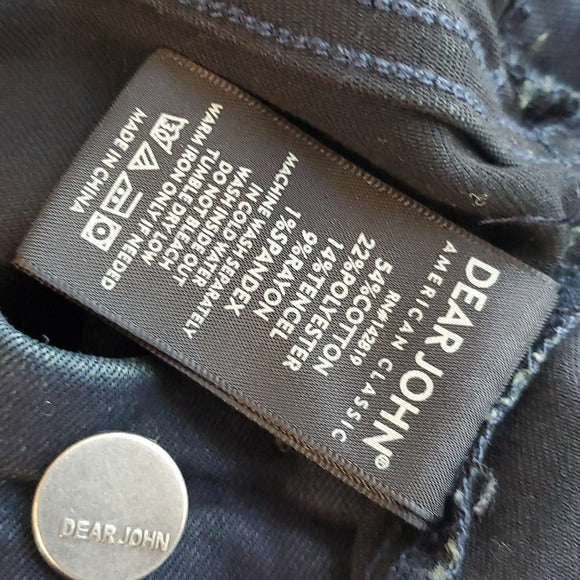 DEAR JOHN®
AMERICAN CLASSIC
RN#142819
54%COTTON
22%POLYESTER
14%TENCEL
9%RAYON
1%SPANDEX
MACHINE WASH SEPARATELY
IN COLD WATER
WASH INSIDE OUT
DO NOT BLEACH
TUMBLE DRY LOW
WARM IRON ONLY IF NEEDED
30
MADE IN CHINA
DEAR JOHN